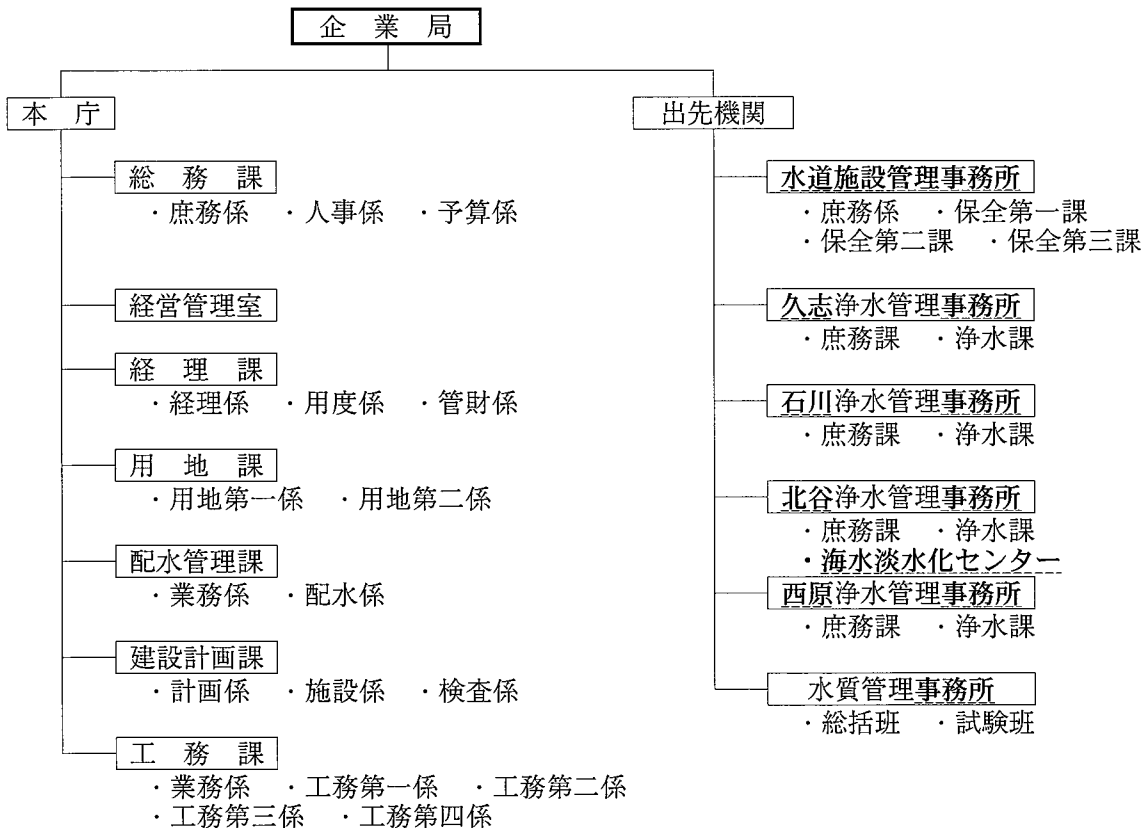 企業局
本庁
総務課
・庶務係 ・人事係 ・予算係
経営管理室
経理課
・経理係 ・用度係 ・管財係
用地課
・用地第一係 ・用地第二係
配水管理課
・業務係 ・配水係
建設計画課
・計画係 ・施設係 ・検査係
工務課
・業務係 ・工務第一係 ・工務第二係
・工務第三係 ・工務第四係
出先機関
水道施設管理事務所
・庶務係 ・保全第一課
・保全第二課 ・保全第三課
久志浄水管理事務所
・庶務課 ・浄水課
石川浄水管理事務所
・庶務課 ・浄水課
北谷浄水管理事務所
・庶務課 ・浄水課
・海水淡水化センター
西原浄水管理事務所
・庶務課 ・浄水課
水質管理事務所
・総括班 ・試験班